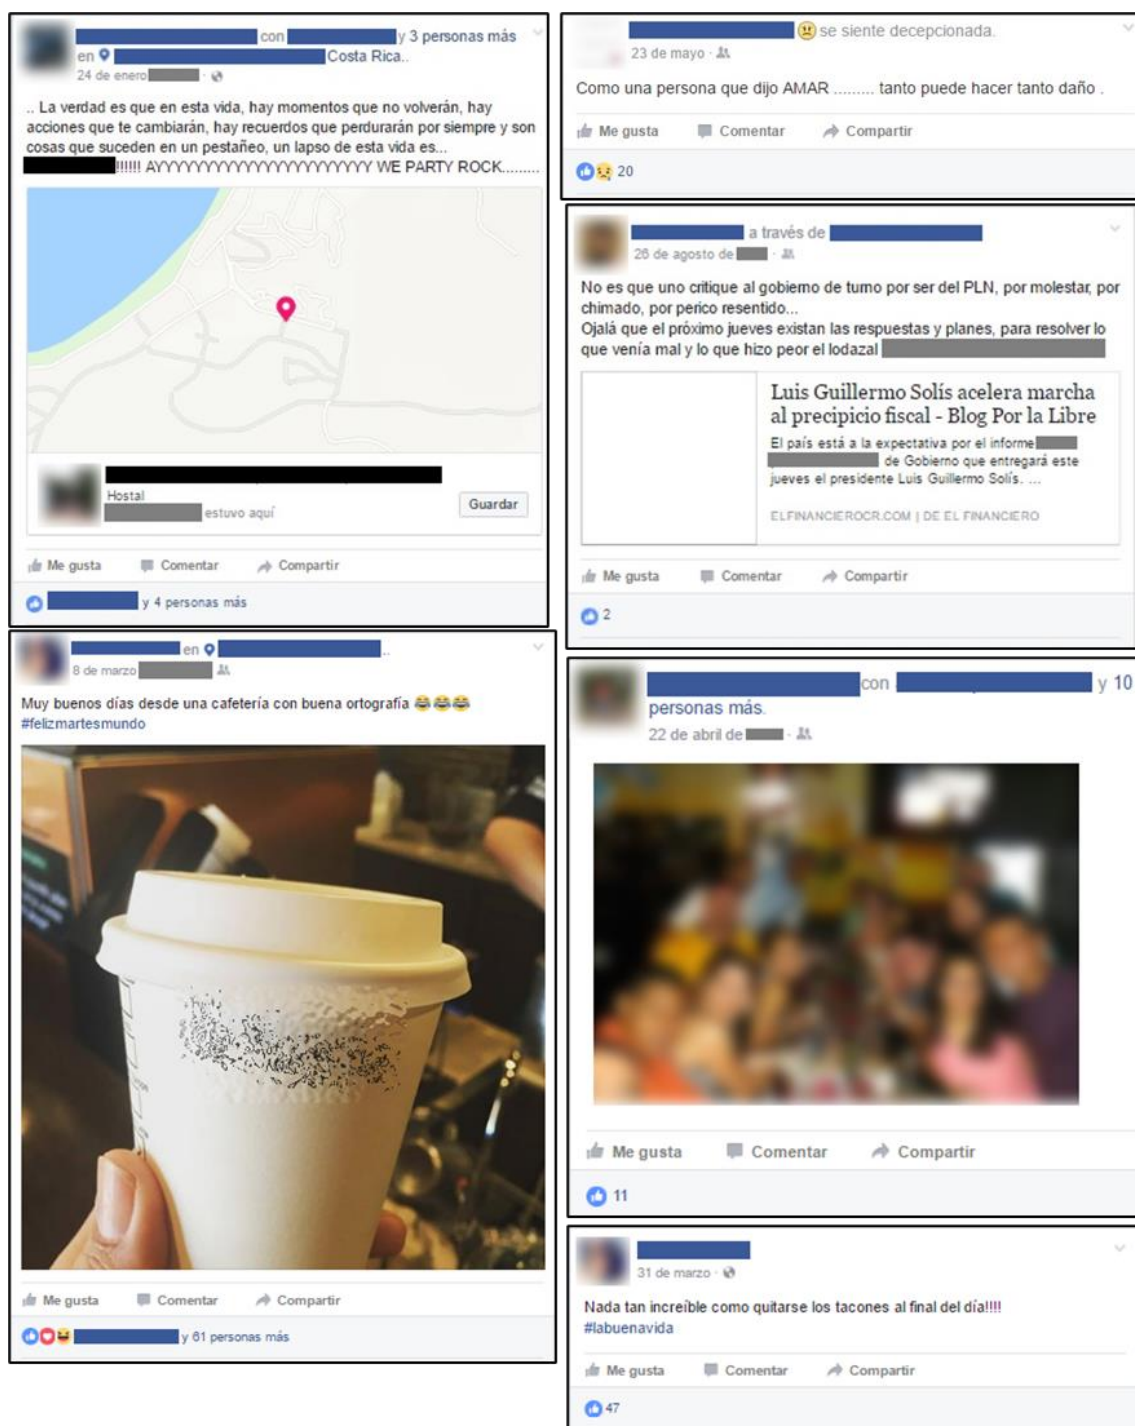 con y 3 personas más
en Costa Rica..
24 de enero
.. La verdad es que en esta vida, hay momentos que no volverán, hay
acciones que te cambiarán, hay recuerdos que perdurarán por siempre y son
cosas que suceden en un pestañeo, un lapso de esta vida es...
!!!!!! AYYYYYYYYYYYYYYYYYYYYYY WE PARTY ROCK.........
Hostal
estuvo aquí
Guardar
Me gusta Comentar Compartir
y 4 personas más
en ..
8 de marzo
Muy buenos días desde una cafetería con buena ortografía 😂😂😂
#felizmartesmundo
Me gusta Comentar Compartir
y 61 personas más
se siente decepcionada.
23 de mayo ·
Como una persona que dijo AMAR ......... tanto puede hacer tanto daño .
Me gusta Comentar Compartir
20
a través de
26 de agosto de ·
No es que uno critique al gobierno de turno por ser del PLN, por molestar, por
chimado, por perico resentido...
Ojalá que el próximo jueves existan las respuestas y planes, para resolver lo
que venía mal y lo que hizo peor el lodazal
Luis Guillermo Solís acelera marcha
al precipicio fiscal - Blog Por la Libre
El país está a la expectativa por el informe
de Gobierno que entregará este
jueves el presidente Luis Guillermo Solís. ...
ELFINANCIEROCR.COM | DE EL FINANCIERO
Me gusta Comentar Compartir
2
con y 10
personas más.
22 de abril de ·
Me gusta Comentar Compartir
11
31 de marzo ·
Nada tan increíble como quitarse los tacones al final del día!!!!
#labuenavida
Me gusta Comentar Compartir
47